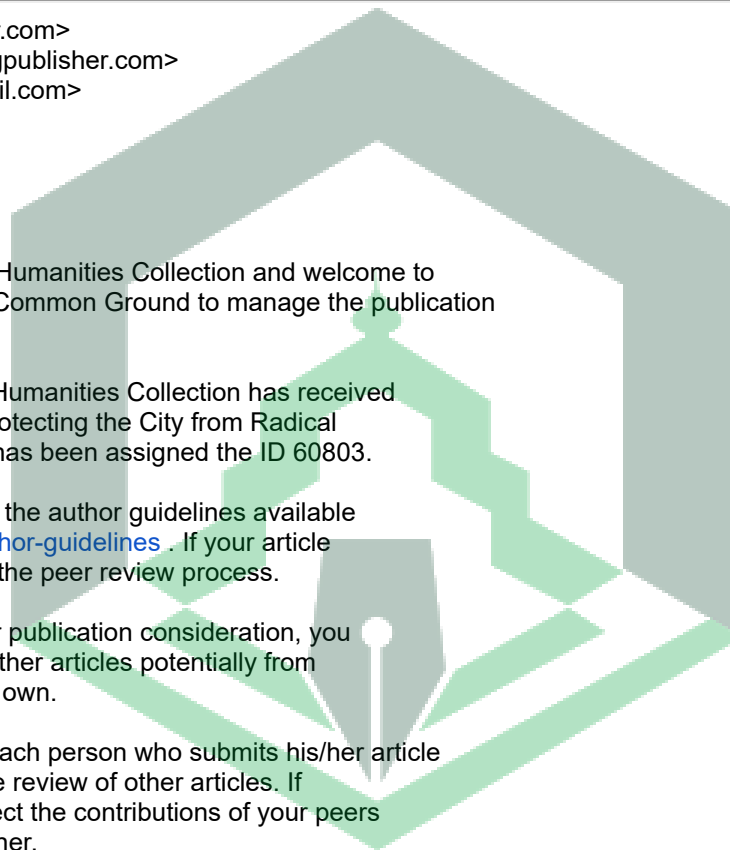 r.com>
gpublisher.com>
il.com>
Humanities Collection and welcome to
Common Ground to manage the publication
Humanities Collection has received
otecting the City from Radical
has been assigned the ID 60803.
the author guidelines available
hor-guidelines . If your article
the peer review process.
r publication consideration, you
ther articles potentially from
own.
ach person who submits his/her article
e review of other articles. If
ect the contributions of your peers
her.